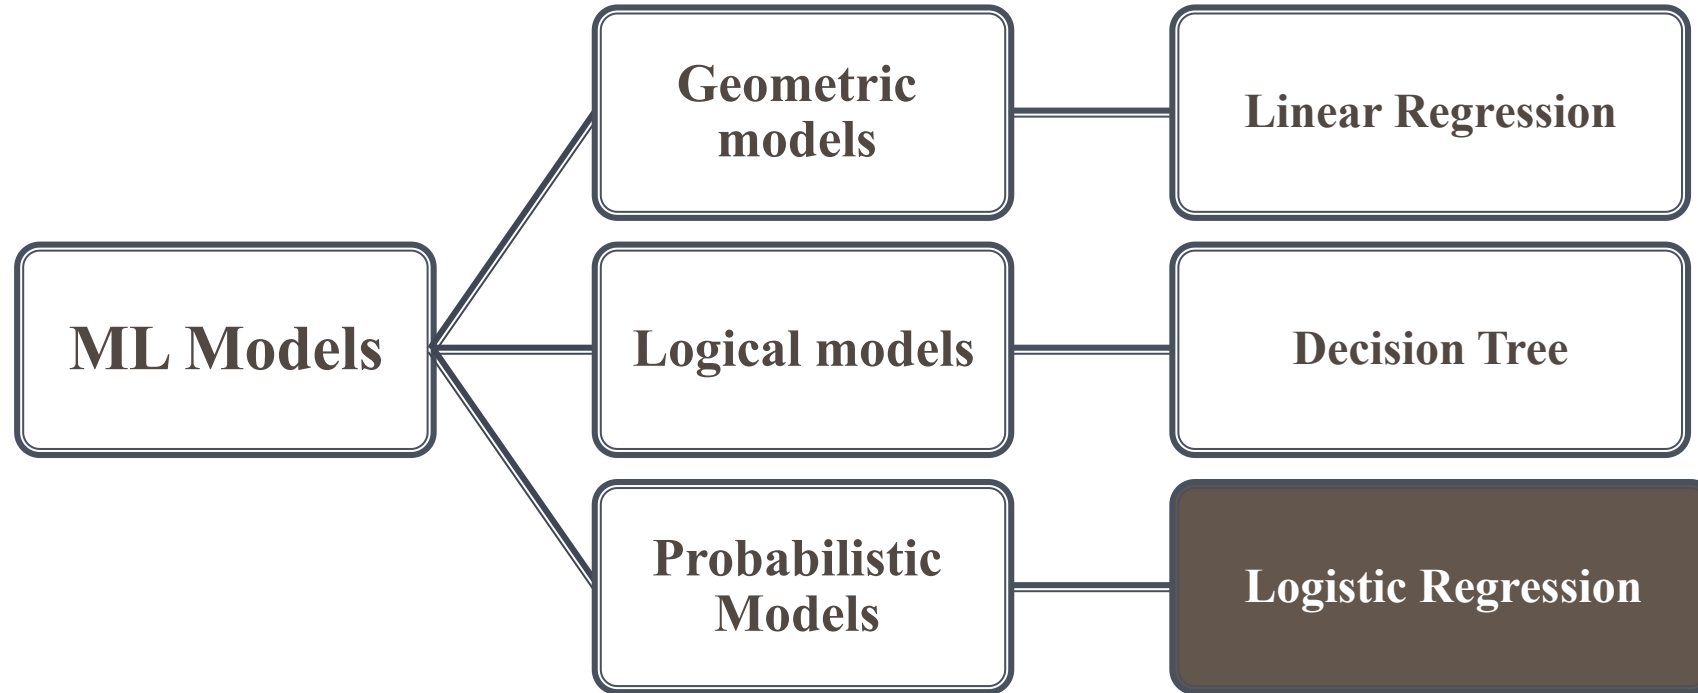 Geometric
models
Linear Regression
ML Models
Logical models
Decision Tree
Probabilistic
Models
Logistic Regression